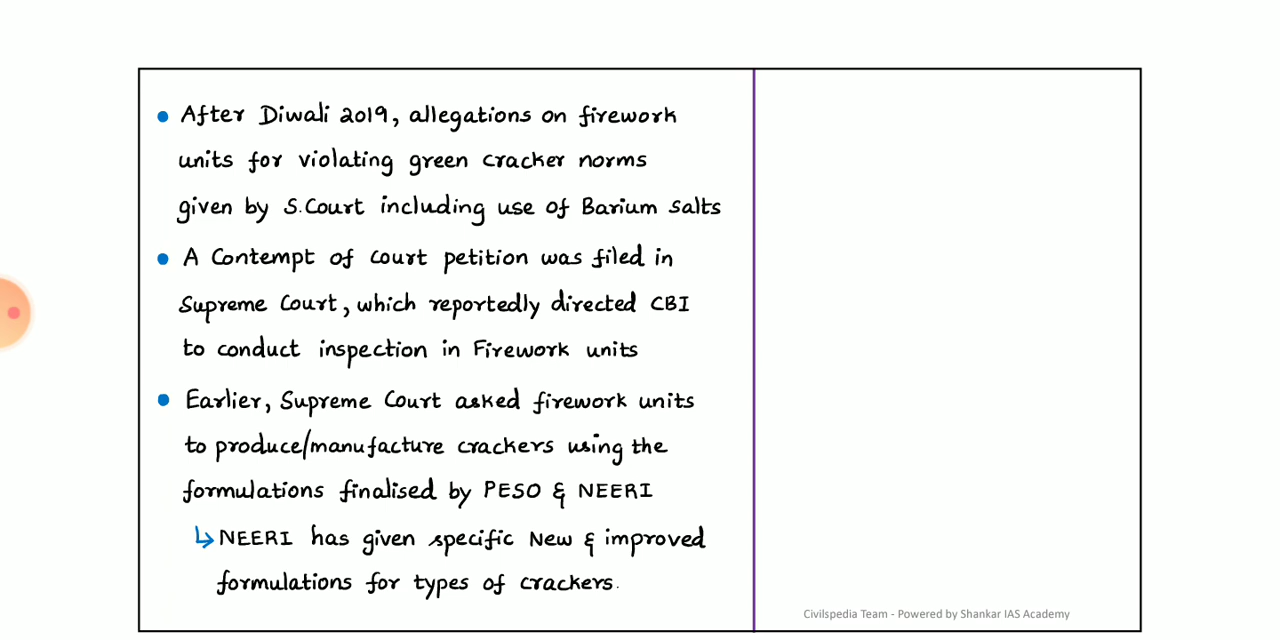 After Diwali 2019, allegations on firework
units for violating green cracker norms
given by S.Court including use of Barium salts
A Contempt of court petition was filed in
Supreme Court, which reportedly directed CBI
to conduct inspection in Firework units
Earlier, Supreme Court asked firework units
to produce/manufacture crackers using the
formulations finalised by PESO & NEERI
↳ NEERI has given specific New & improved
formulations for types of crackers.
Civilspedia Team - Powered by Shankar IAS Academy